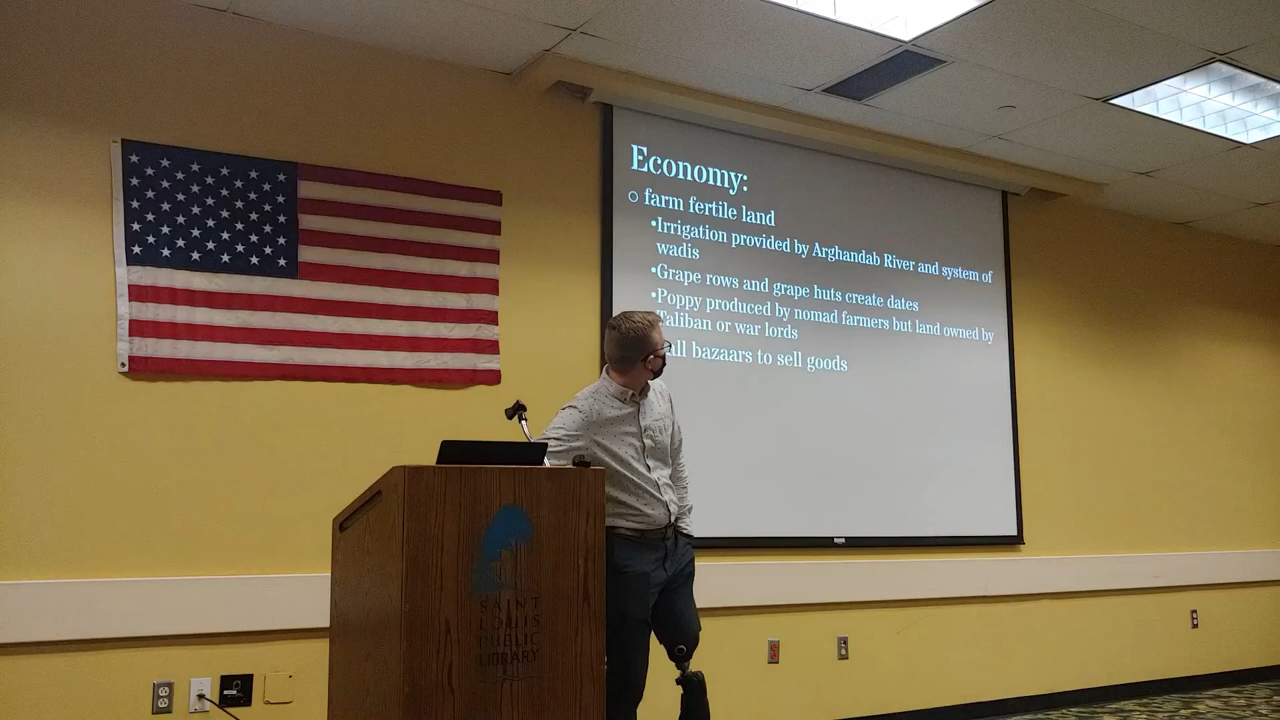 Economy:
farm fertile land
•Irrigation provided by Arghandab River and system of
wadis
•Grape rows and grape huts create dates
•Poppy produced by nomad farmers but land owned by
Taliban or war lords
all bazaars to sell goods
SAINT
LOUIS
PUBLIC
LIBRARY